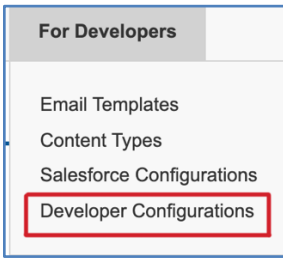 For Developers
Email Templates
Content Types
Salesforce Configurations
Developer Configurations